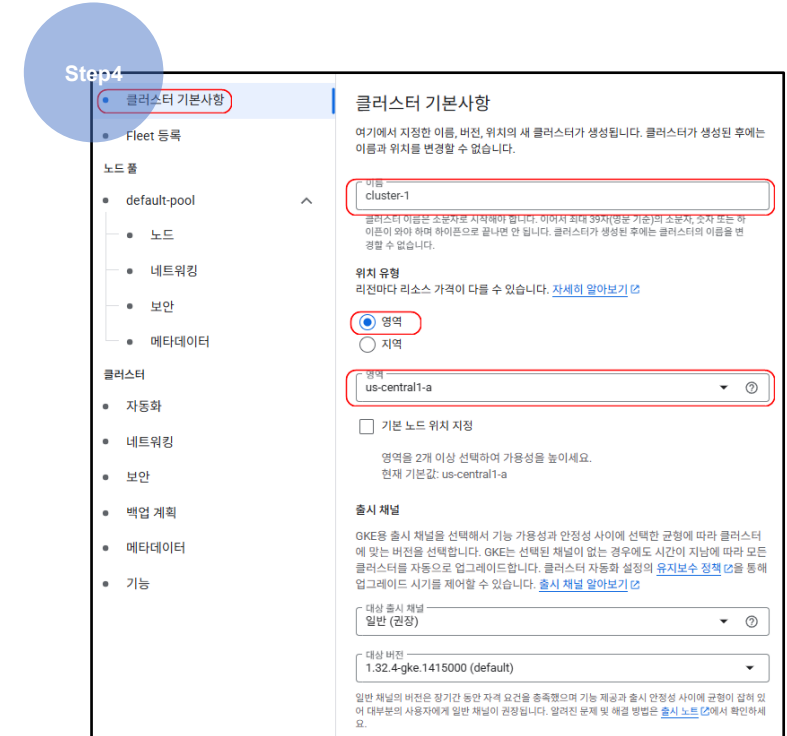 Step4
클러스터 기본사항
Fleet 등록
노드 풀
default-pool
노드
네트워킹
보안
메타데이터
클러스터
자동화
네트워킹
보안
백업 계획
메타데이터
기능
클러스터 기본사항
여기에서 지정한 이름, 버전, 위치의 새 클러스터가 생성됩니다. 클러스터가 생성된 후에는
이름과 위치를 변경할 수 없습니다.
이름
cluster-1
클러스터 이름은 소문자로 시작해야 합니다. 이어서 최대 39자(영문 기준)의 소문자, 숫자 또는 하
이픈이 와야 하며 하이픈으로 끝나면 안 됩니다. 클러스터가 생성된 후에는 클러스터의 이름을 변
경할 수 없습니다.
위치 유형
리전마다 리소스 가격이 다를 수 있습니다. 자세히 알아보기
영역
지역
영역
us-central1-a
기본 노드 위치 지정
영역을 2개 이상 선택하여 가용성을 높이세요.
현재 기본값: us-central1-a
출시 채널
GKE용 출시 채널을 선택해서 기능 가용성과 안정성 사이에 선택한 균형에 따라 클러스터
에 맞는 버전을 선택합니다. GKE는 선택된 채널이 없는 경우에도 시간이 지남에 따라 모든
클러스터를 자동으로 업그레이드합니다. 클러스터 자동화 설정의 유지보수 정책을 통해
업그레이드 시기를 제어할 수 있습니다. 출시 채널 알아보기
대상 출시 채널
일반 (권장)
대상 버전
1.32.4-gke.1415000 (default)
일반 채널의 버전은 장기간 동안 자격 요건을 충족했으며 기능 제공과 출시 안정성 사이에 균형이 잡혀 있
어 대부분의 사용자에게 일반 채널이 권장됩니다. 알려진 문제 및 해결 방법은 출시 노트에서 확인하세
요.